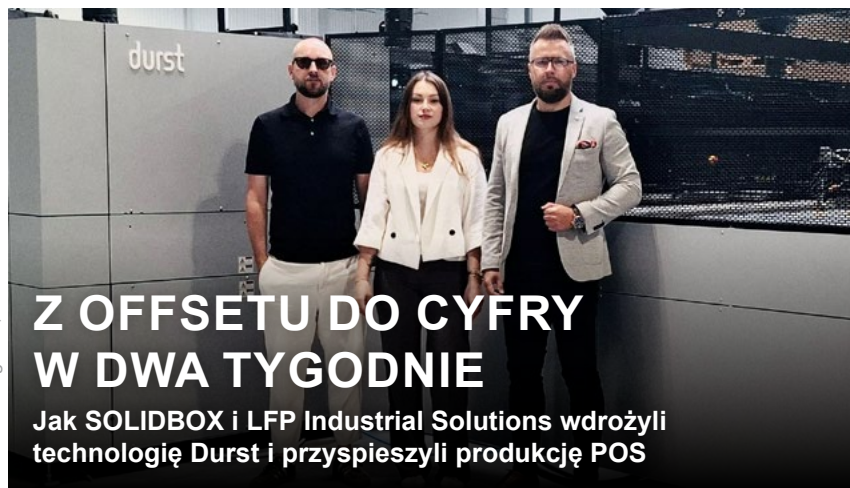 durst
Z OFFSETU DO CYFRY
W DWA TYGODNIE
Jak SOLIDBOX i LFP Industrial Solutions wdrożyli
technologię Durst i przyspieszyli produkcję POS